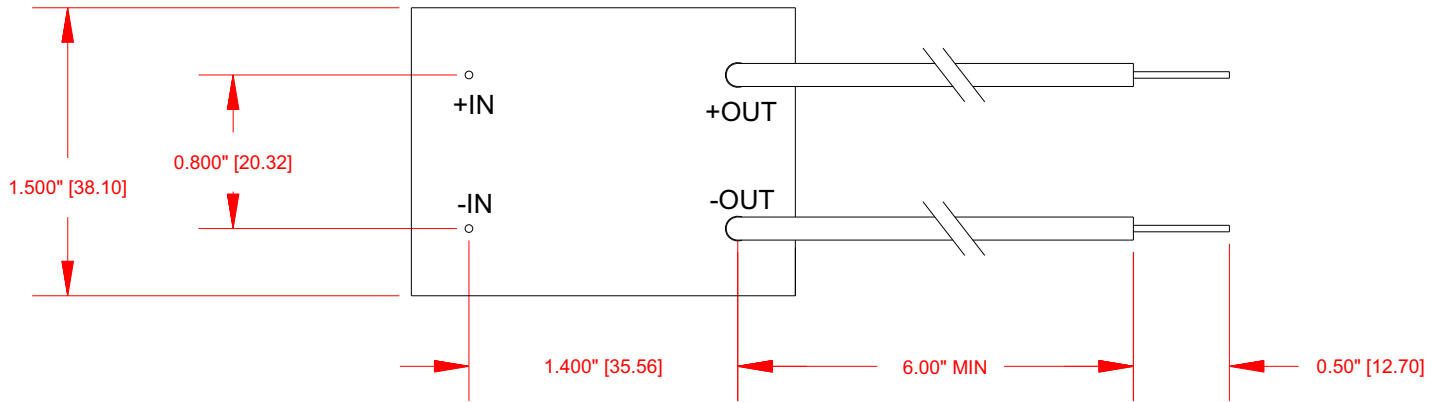 +IN
+OUT
0.800" [20.32]
1.500" [38.10]
-IN
-OUT
1.400" [35.56]
6.00" MIN
0.50" [12.70]